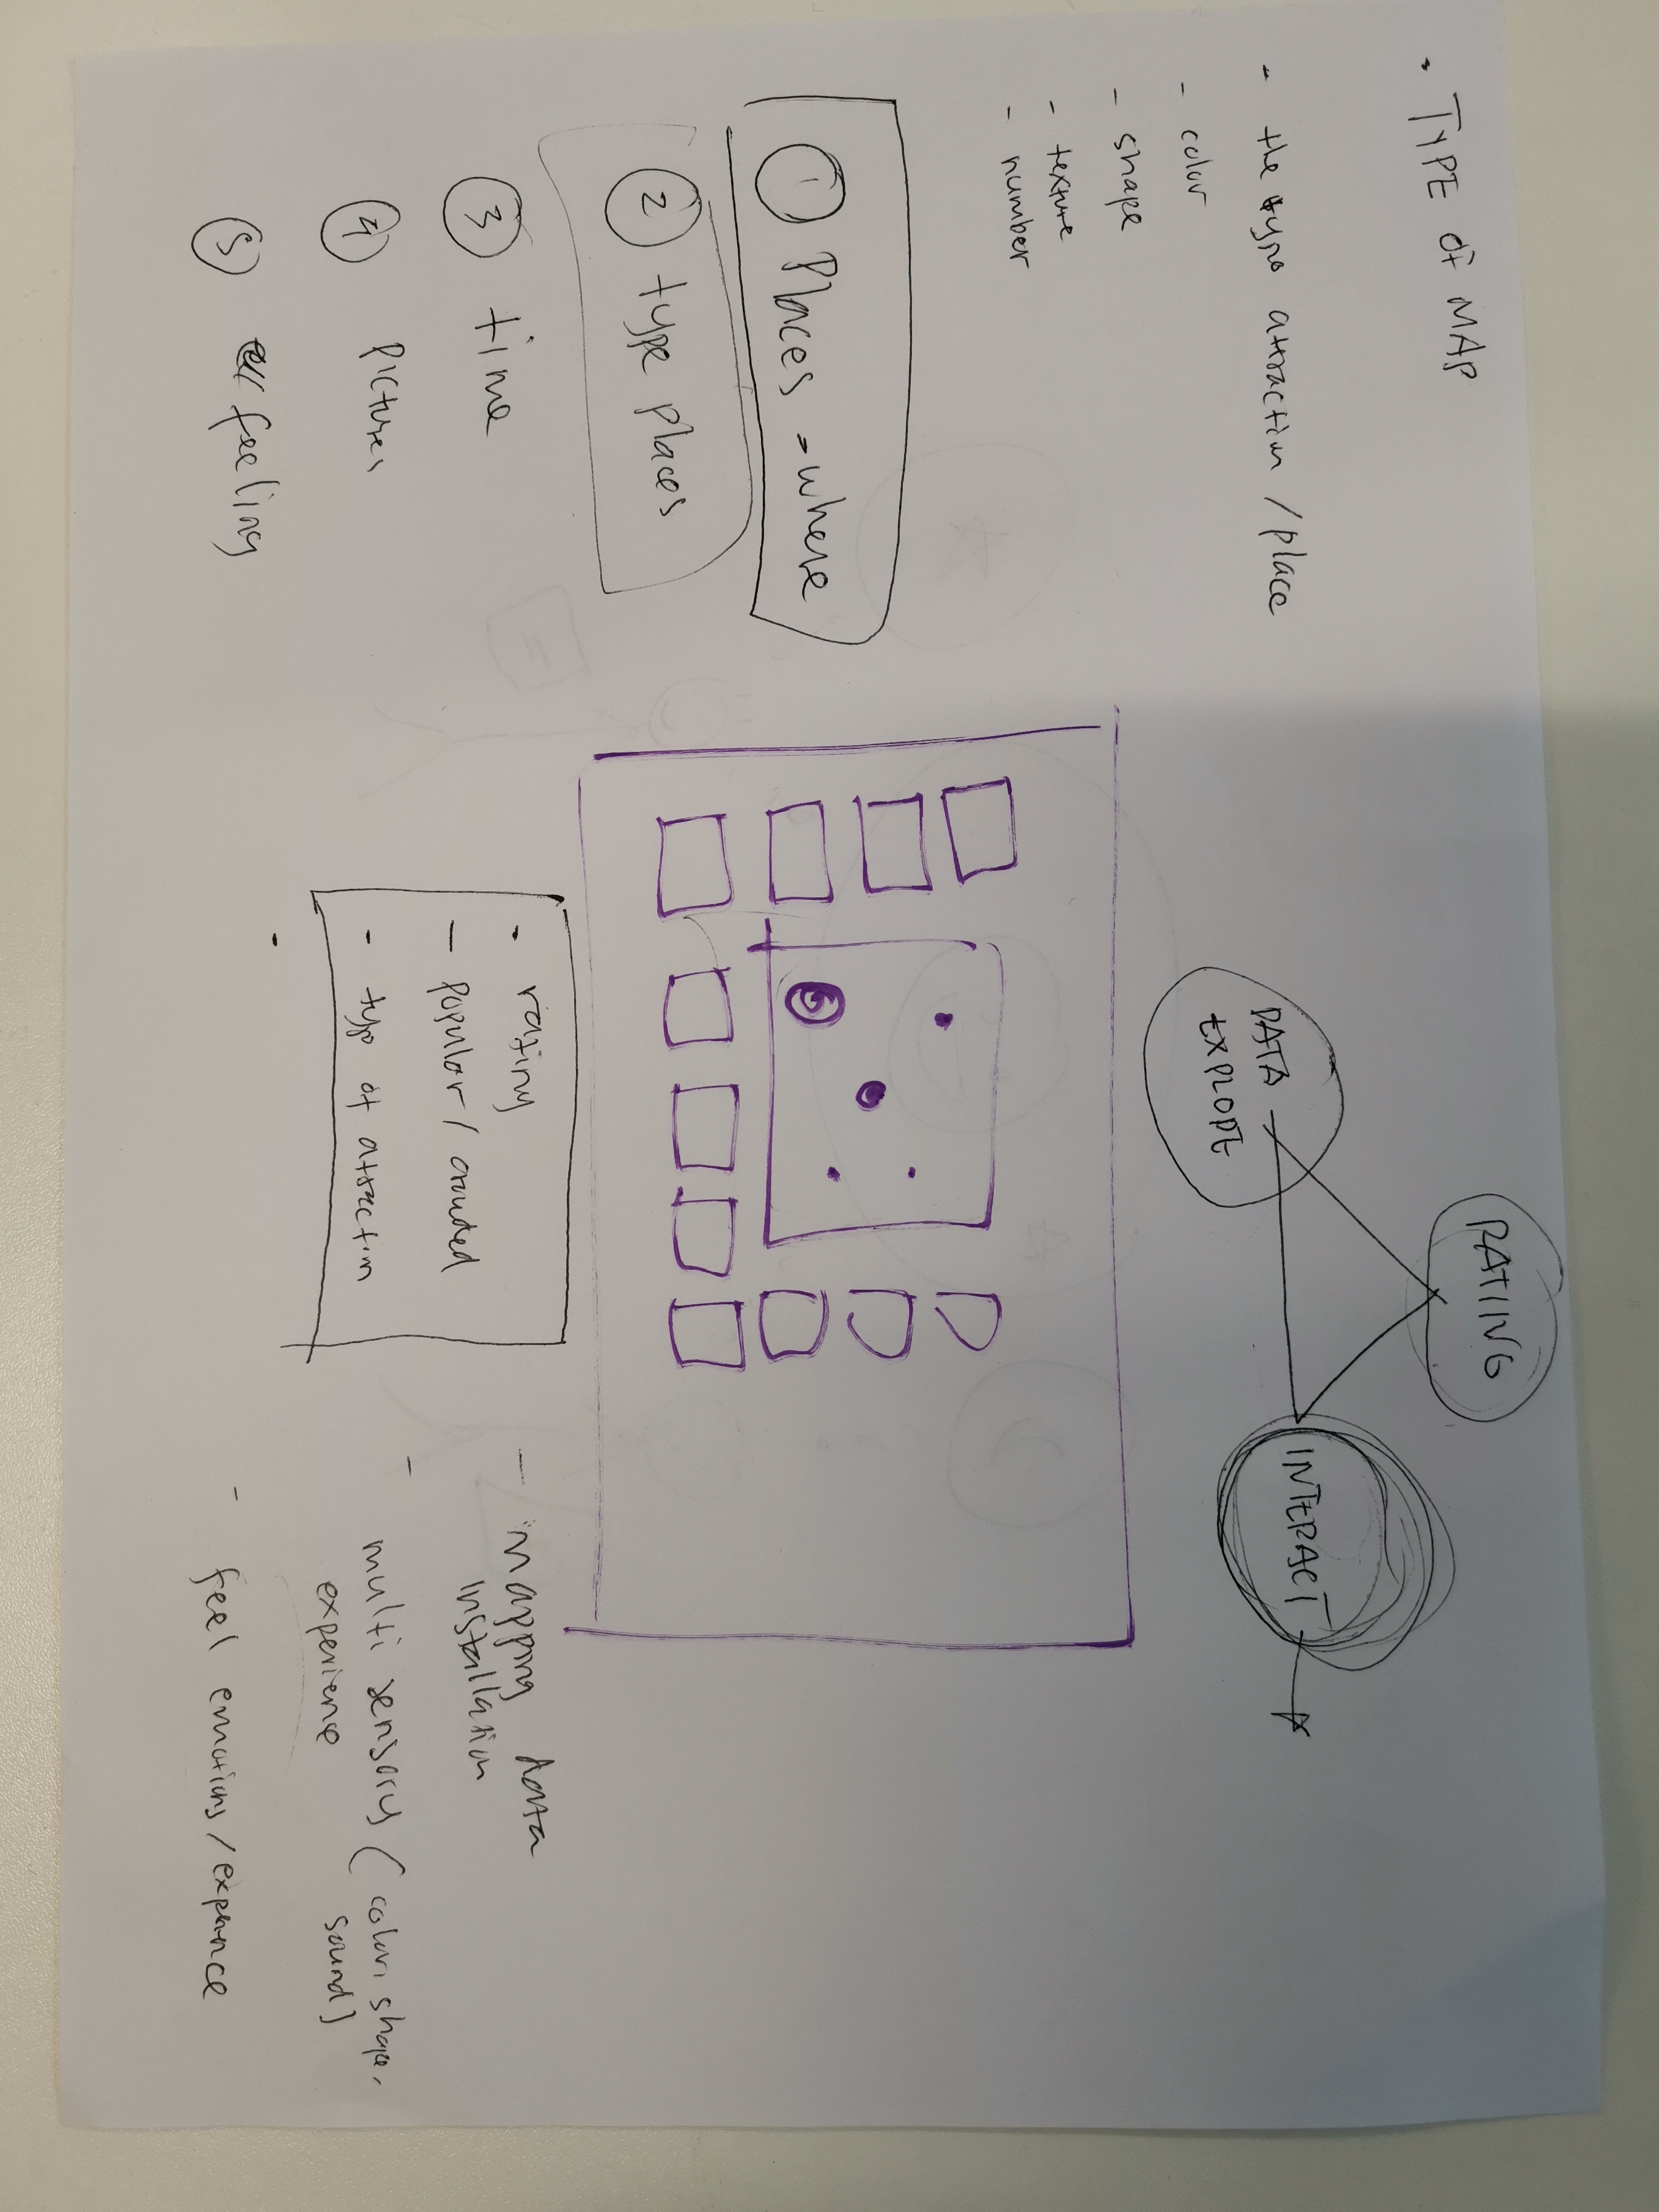 • TYPE of MAP
- the type attraction / place
- color
- shape
- texture
- number
① Places - where
② type places
③ time
④ Pictures
⑤ feeling
RATING
DATA
EXPLODE
INTERACT
• rating
- Popular / crowded
- type of attraction
- mapping data
installation
- multi sensory ( color, shape,
experiene sound)
- feel emotions / experience